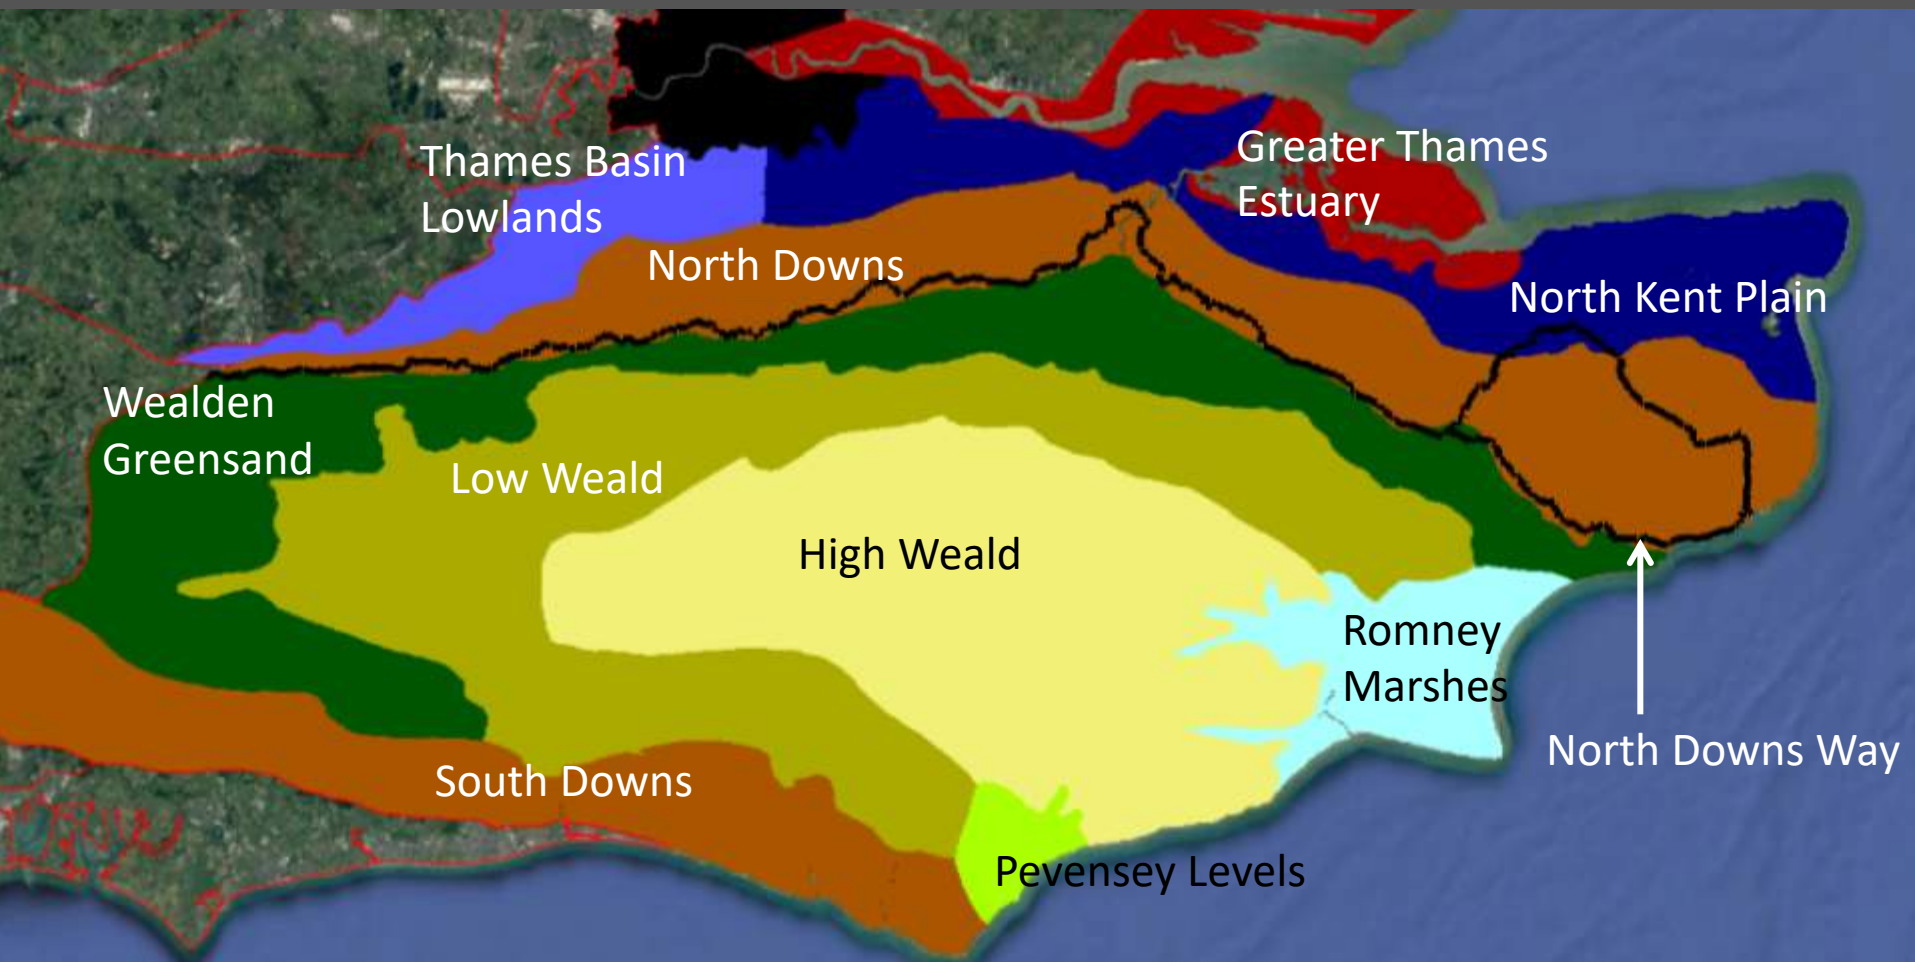 Thames Basin
Lowlands
Greater Thames
Estuary
North Downs
North Kent Plain
Wealden
Greensand
Low Weald
High Weald
Romney
Marshes
North Downs Way
South Downs
Pevensey Levels